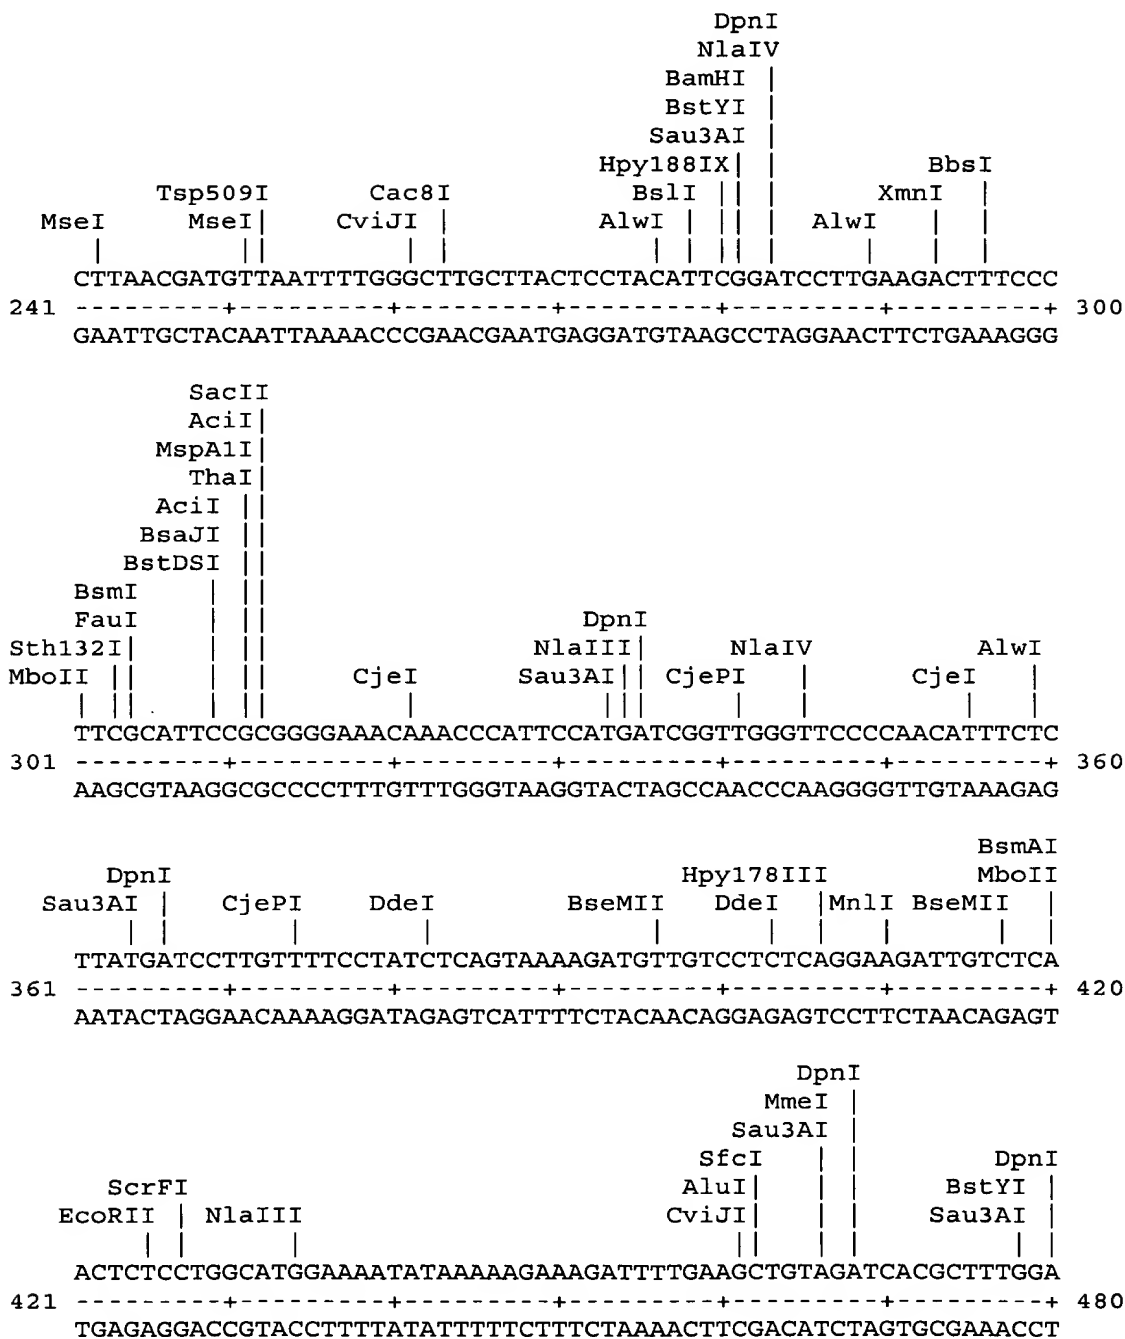 DpnI
NlaIV
BamHI |
BstYI |
Sau3AI |
Hpy188IX| | BbsI
Tsp509I Cac8I BslI || | XmnI |
MseI MseI| CviJI | AlwI | || | AlwI | |
| || | | | | || | | | |
CTTAACGATGTTAATTTTGGGCTTGCTTACTCCTACATTCGGATCCTTGAAGACTTTCCC
241 ---------+---------+---------+---------+---------+---------+ 300
GAATTGCTACAATTAAAACCCGAACGAATGAGGATGTAAGCCTAGGAACTTCTGAAAGGG
SacII
AciI|
MspA1I|
ThaI|
AciI ||
BsaJI ||
BstDSI ||
BsmI | ||
FauI | || DpnI
Sth132I| | || NlaIII| NlaIV AlwI
MboII || | || CjeI Sau3AI|| CjePI | CjeI |
| || | || | ||| | | | |
TTCGCATTCCGCGGGGAAACAAACCCATTCCATGATCGGTTGGGTTCCCCAACATTTCTC
301 ---------+---------+---------+---------+---------+---------+ 360
AAGCGTAAGGCGCCCCTTTGTTTGGGTAAGGTACTAGCCAACCCAAGGGGTTGTAAAGAG
BsmAI
DpnI Hpy178III MboII
Sau3AI | CjePI DdeI BseMII DdeI |MnlI BseMII |
| | | | | | | | | |
TTATGATCCTTGTTTTCCTATCTCAGTAAAAGATGTTGTCCTCTCAGGAAGATTGTCTCA
361 ---------+---------+---------+---------+---------+---------+ 420
AATACTAGGAACAAAAGGATAGAGTCATTTTCTACAACAGGAGAGTCCTTCTAACAGAGT
DpnI
MmeI |
Sau3AI |
SfcI | | DpnI
ScrFI AluI| | | BstYI |
EcoRII | NlaIII CviJI| | | Sau3AI |
| | | || | | | |
ACTCTCCTGGCATGGAAAATATAAAAAGAAAGATTTTGAAGCTGTAGATCACGCTTTGGA
421 ---------+---------+---------+---------+---------+---------+ 480
TGAGAGGACCGTACCTTTTATATTTTTCTTTCTAAAACTTCGACATCTAGTGCGAAACCT